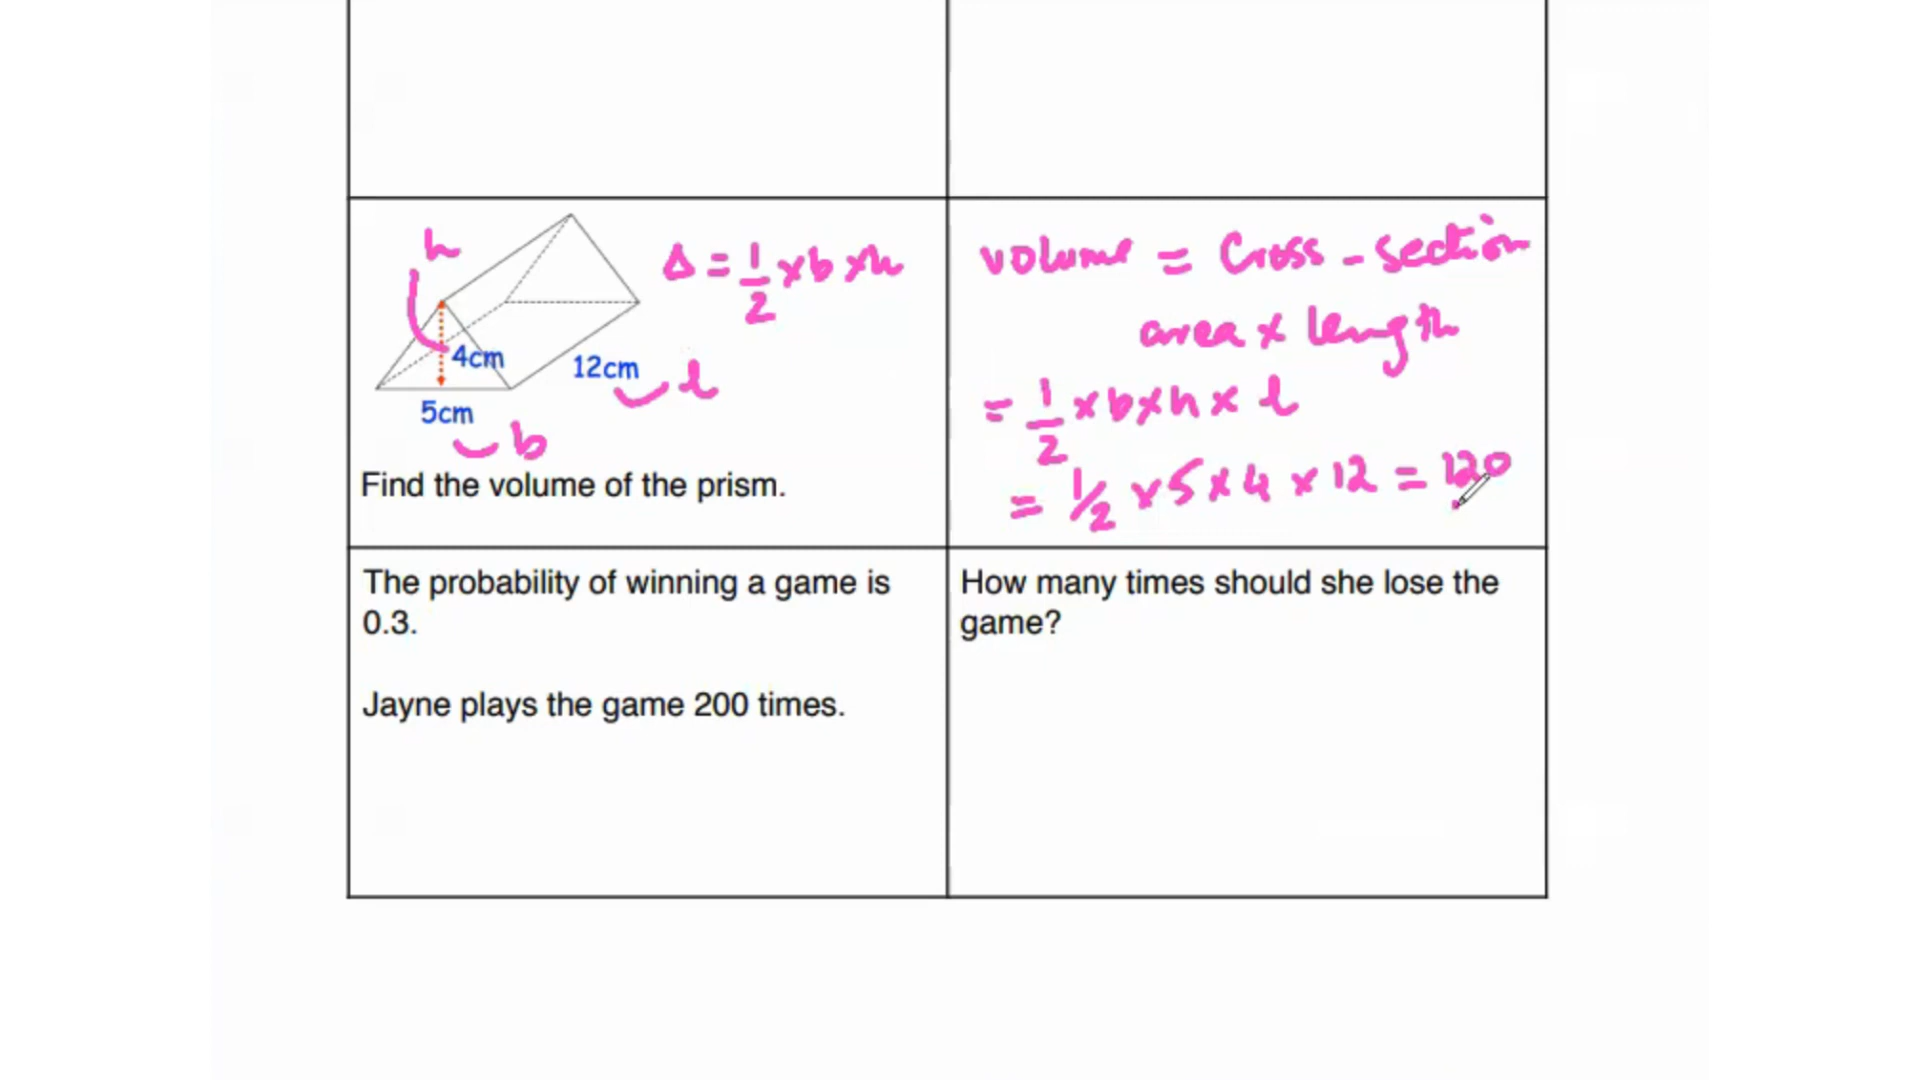 h
Δ = 1/2 × b × h
4cm
12cm
l
5cm
b
Find the volume of the prism.
volume = Cross - section
area × length
= 1/2 × b × h × l
= 1/2 × 5 × 4 × 12 = 120
The probability of winning a game is
0.3.
Jayne plays the game 200 times.
How many times should she lose the
game?